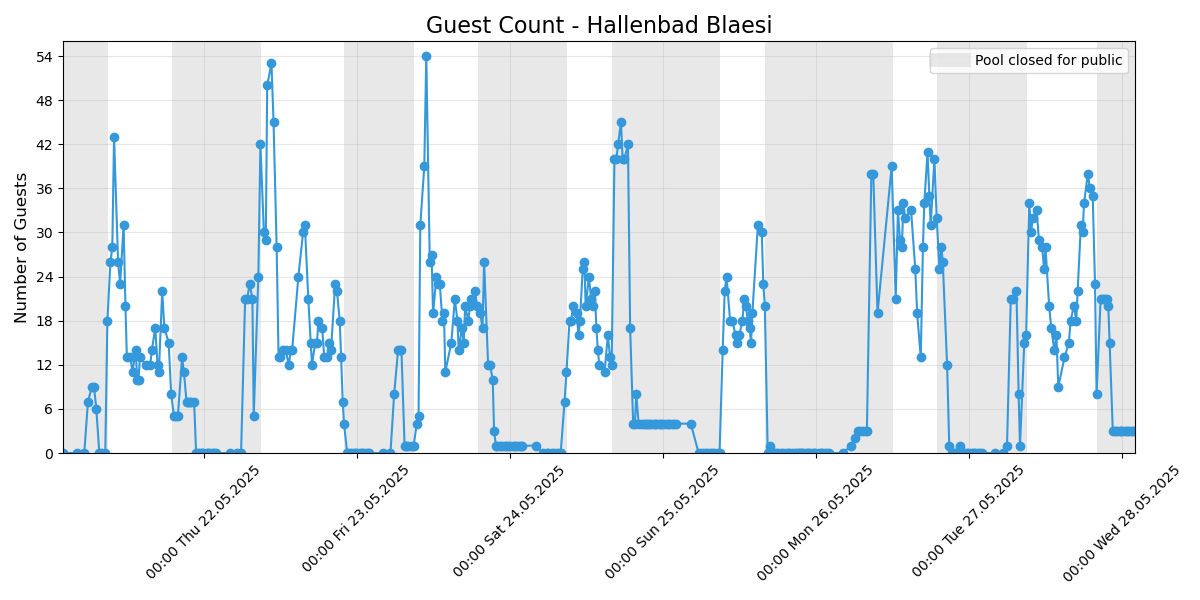 Guest Count - Hallenbad Blaesi
Pool closed for public
Number of Guests
54
48
42
36
30
24
18
12
6
0
00:00 Thu 22.05.2025
00:00 Fri 23.05.2025
00:00 Sat 24.05.2025
00:00 Sun 25.05.2025
00:00 Mon 26.05.2025
00:00 Tue 27.05.2025
00:00 Wed 28.05.2025